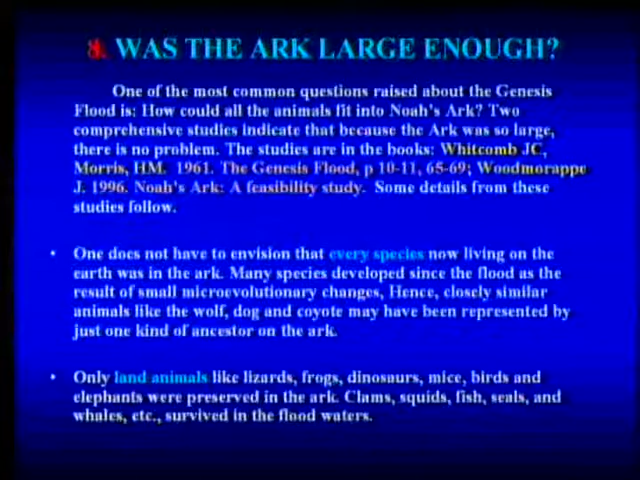 8. WAS THE ARK LARGE ENOUGH?
One of the most common questions raised about the Genesis
Flood is: How could all the animals fit into Noah's Ark? Two
comprehensive studies indicate that because the Ark was so large,
there is no problem. The studies are in the books: Whitcomb JC,
Morris, HM. 1961. The Genesis Flood, p 10-11, 65-69; Woodmorappe
J. 1996. Noah's Ark: A feasibility study. Some details from these
studies follow.
• One does not have to envision that every species now living on the
earth was in the ark. Many species developed since the flood as the
result of small microevolutionary changes, Hence, closely similar
animals like the wolf, dog and coyote may have been represented by
just one kind of ancestor on the ark.
• Only land animals like lizards, frogs, dinosaurs, mice, birds and
elephants were preserved in the ark. Clams, squids, fish, seals, and
whales, etc., survived in the flood waters.